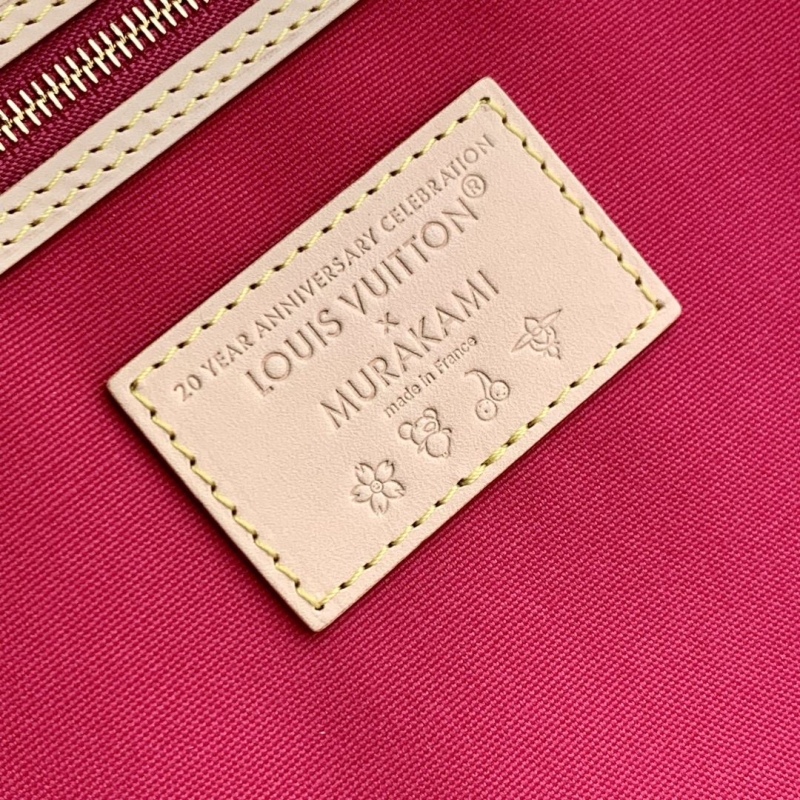 20 YEAR ANNIVERSARY CELEBRATION
LOUIS VUITTON®
x
MURAKAMI
made in France